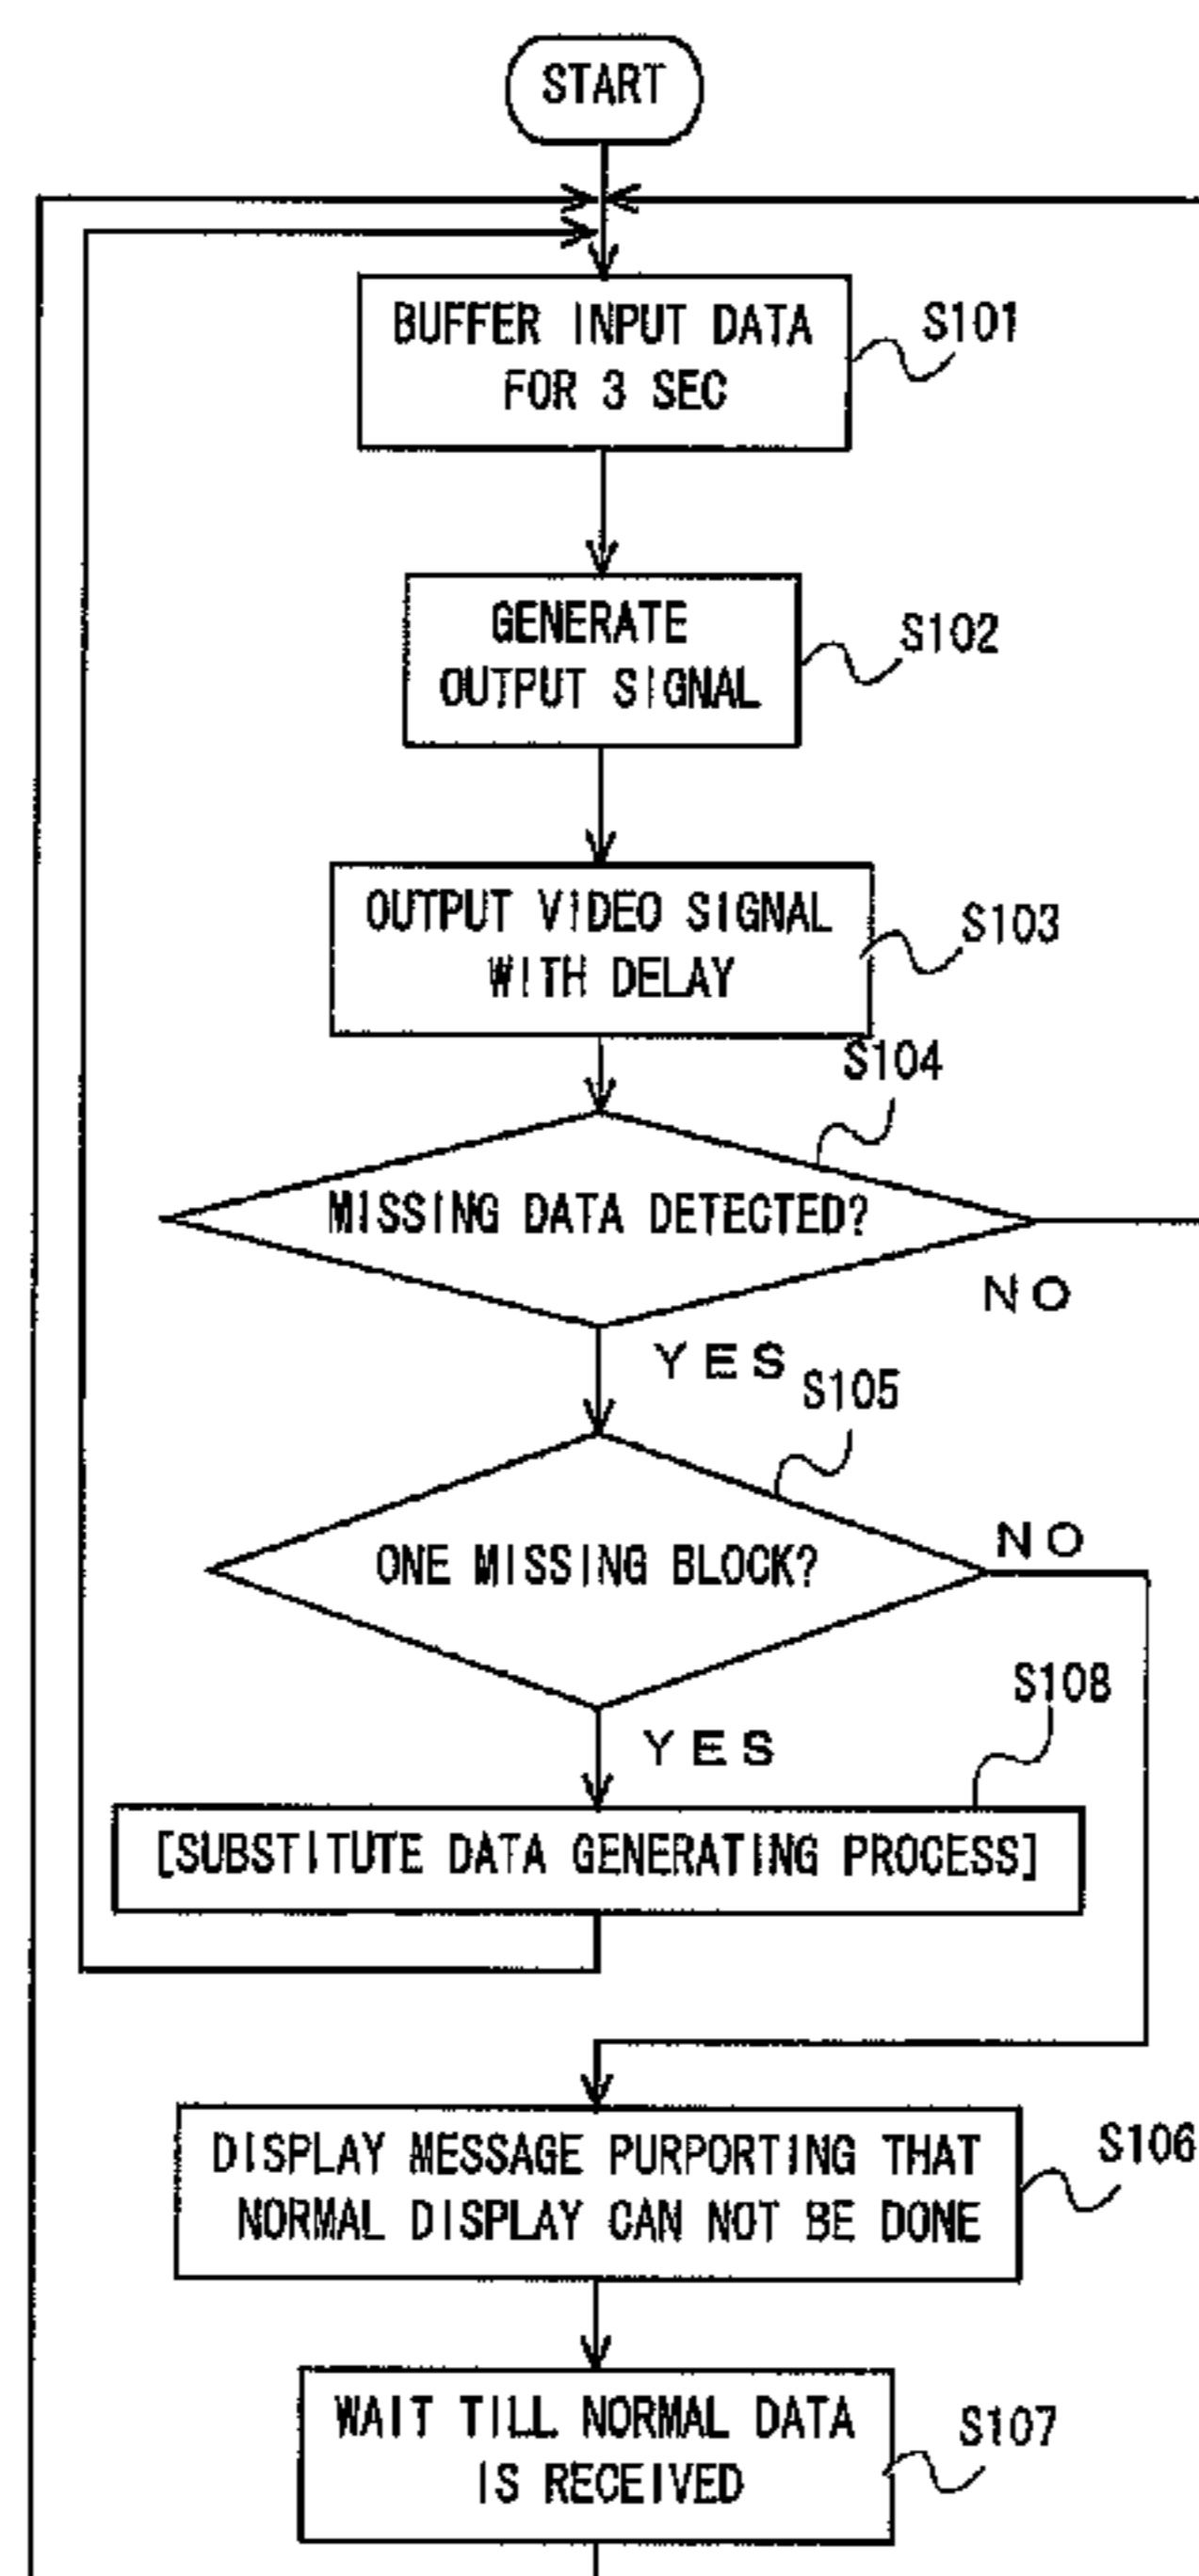 START
BUFFER INPUT DATA
FOR 3 SEC
S101
GENERATE
OUTPUT SIGNAL
S102
OUTPUT VIDEO SIGNAL
WITH DELAY
S103
S104
MISSING DATA DETECTED?
NO
YES
S105
ONE MISSING BLOCK?
NO
S108
YES
[SUBSTITUTE DATA GENERATING PROCESS]
DISPLAY MESSAGE PURPORTING THAT
NORMAL DISPLAY CAN NOT BE DONE
S106
WAIT TILL NORMAL DATA
IS RECEIVED
S107